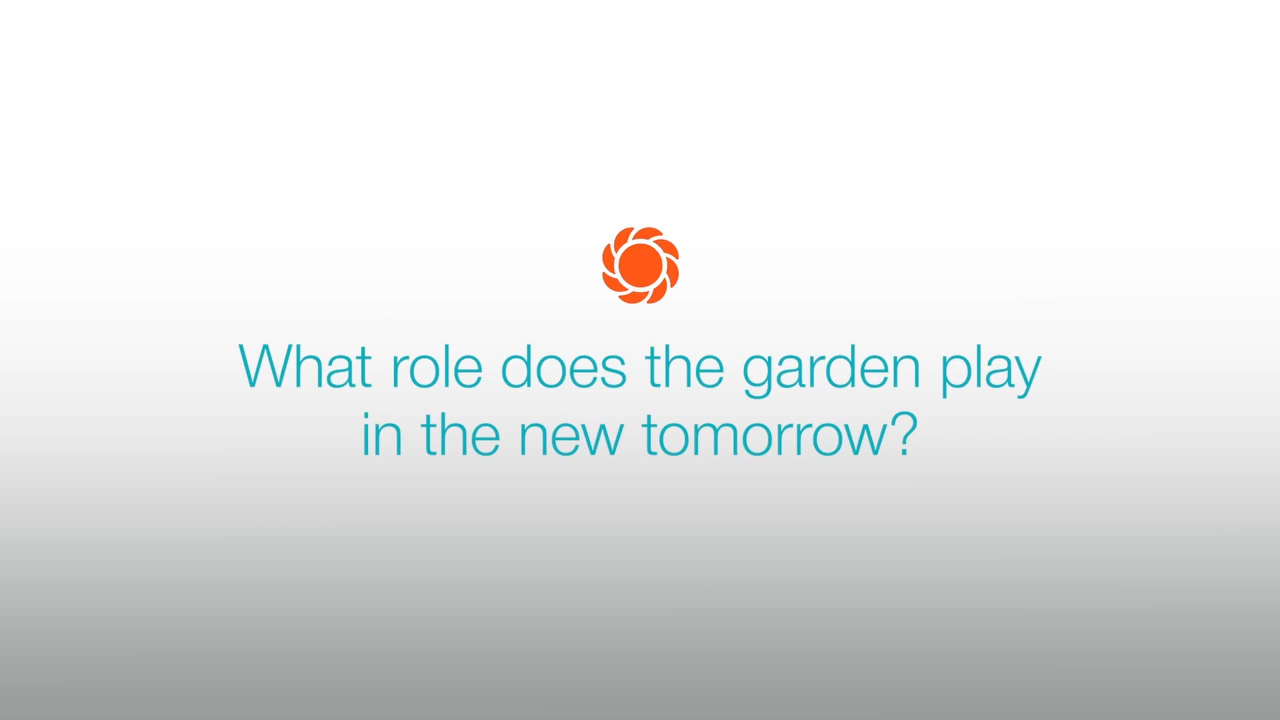 What role does the garden play
in the new tomorrow?